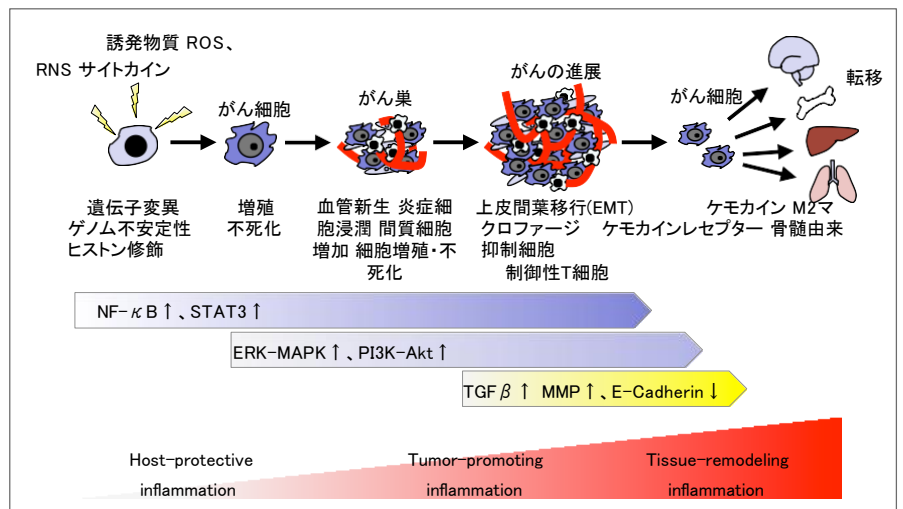 誘発物質 ROS、
RNS サイトカイン
がん細胞
がん巣
がんの進展
がん細胞
転移
遺伝子変異
ゲノム不安定性
ヒストン修飾
増殖
不死化
血管新生 炎症細
胞浸潤 間質細胞
増加 細胞増殖・不
死化
上皮間葉移行(EMT)
クロファージ
抑制細胞
制御性T細胞
ケモカイン M2マ
ケモカインレセプター 骨髄由来
NF-κB↑、STAT3↑
ERK-MAPK↑、PI3K-Akt↑
TGFβ↑ MMP↑、E-Cadherin↓
Host-protective
inflammation
Tumor-promoting
inflammation
Tissue-remodeling
inflammation